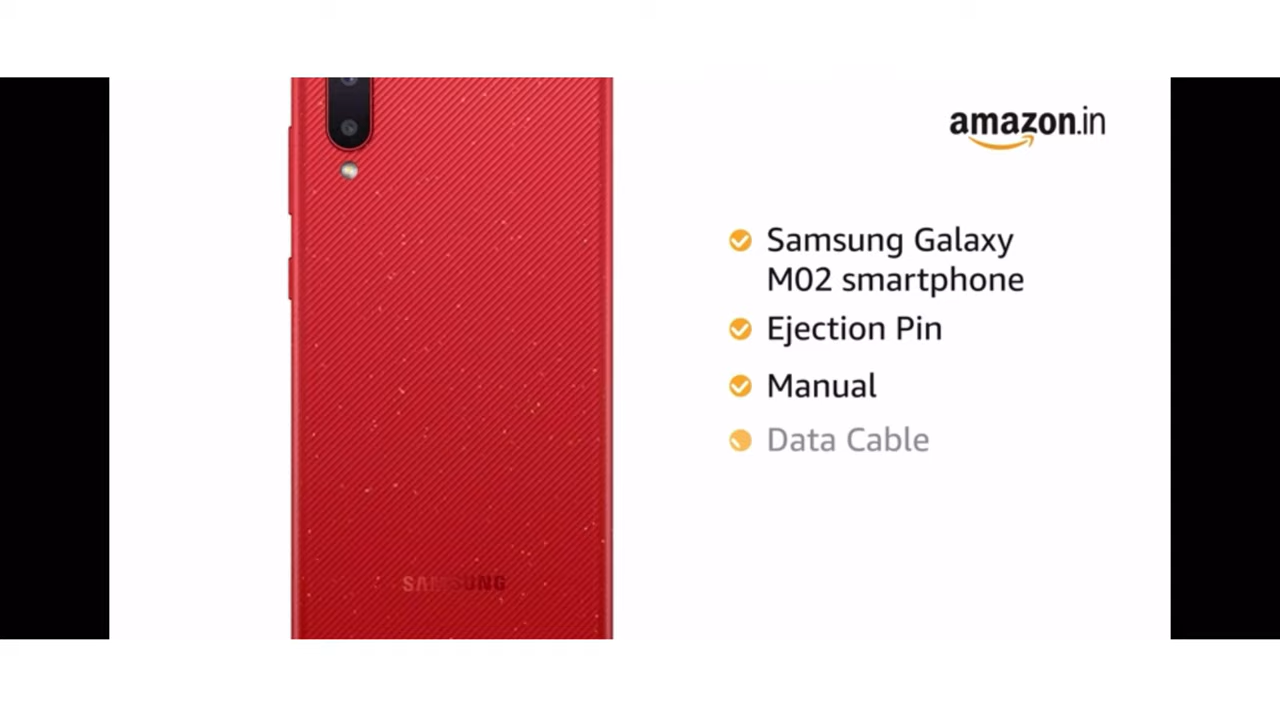 amazon.in
Samsung Galaxy
M02 smartphone
Ejection Pin
Manual
Data Cable
SAMSUNG